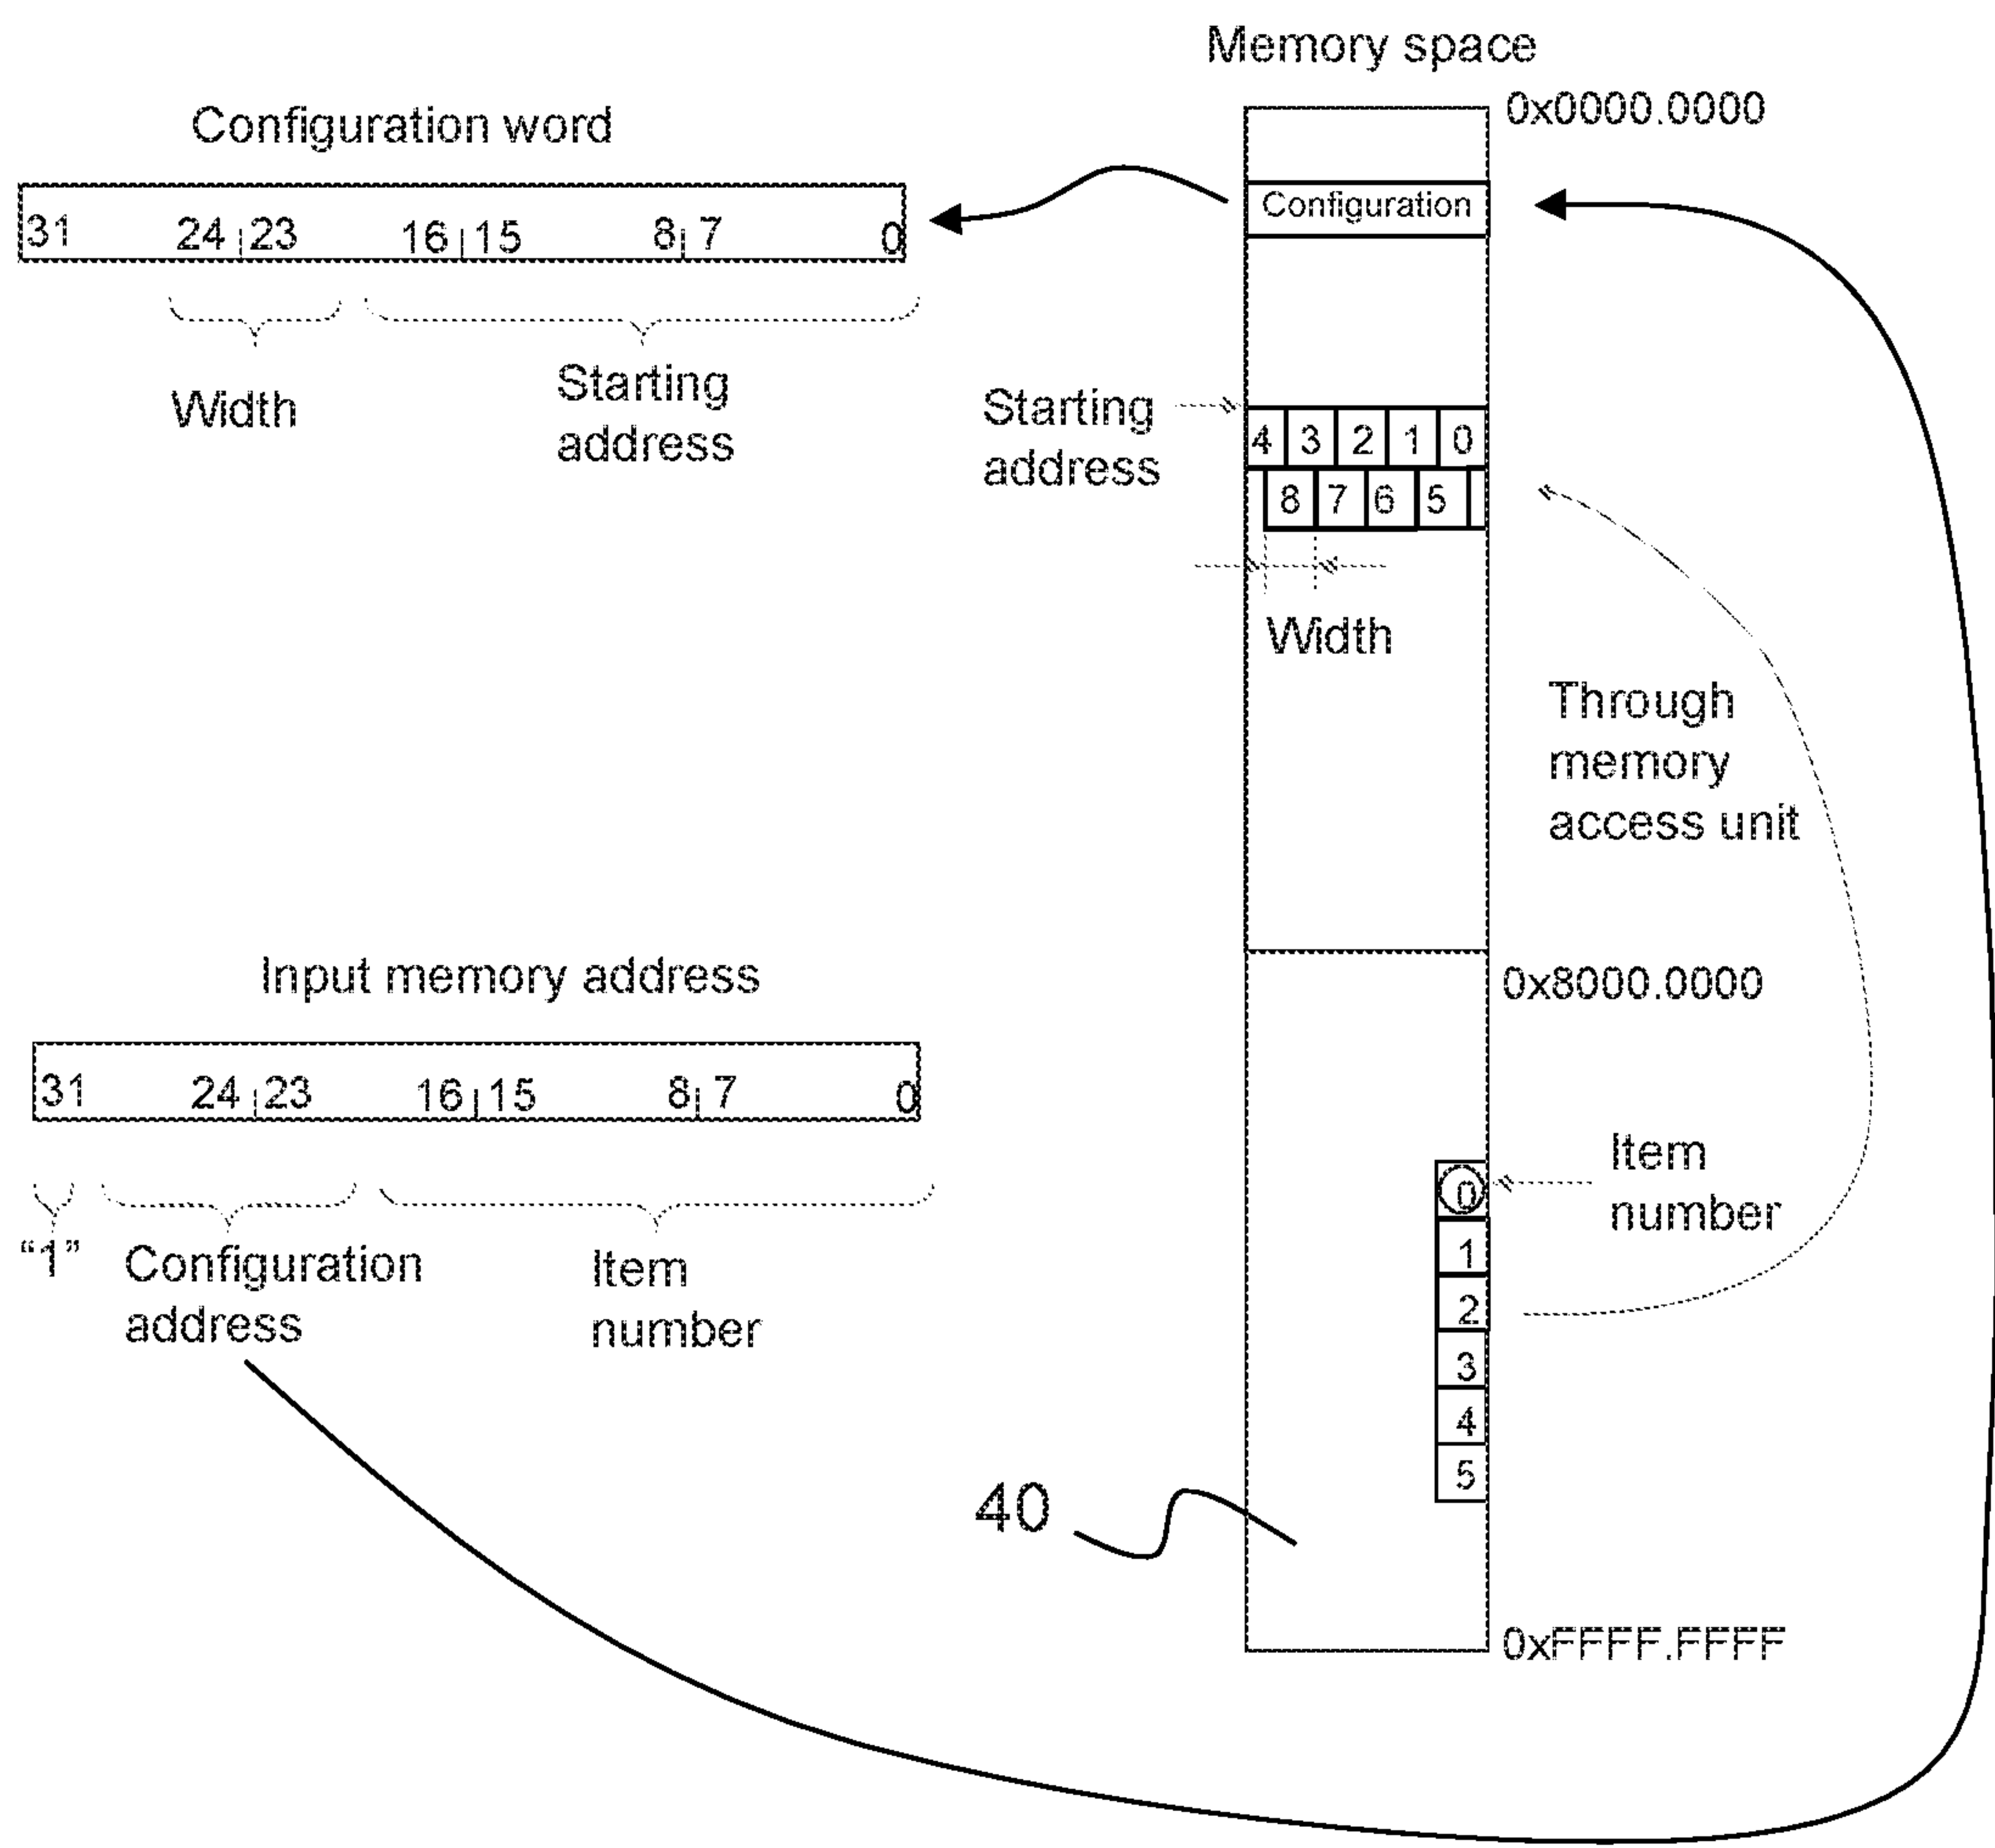 Memory space
0x0000.0000
Configuration word
31 24 23 16 15 8 7 0
Width
Starting
address
Configuration
Starting
address
4 3 2 1 0
8 7 6 5
Width
Through
memory
access unit
0x8000.0000
Input memory address
31 24 23 16 15 8 7 0
“1”
Configuration
address
Item
number
0
1
2
3
4
5
Item
number
40
0xFFFF.FFFF